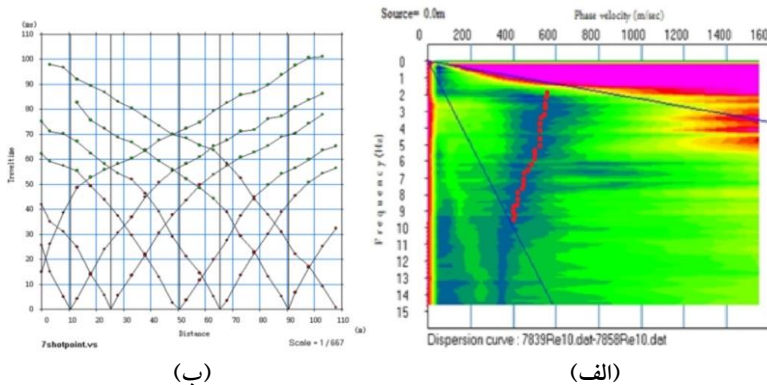 (ms)
110
100
90
80
70
60
50
40
30
20
10
0
Traveltime
0 10 20 30 40 50 60 70 80 90 100 110
(m)
Distance
7shotpoint.vs
Scale = 1 / 667
(ب)
Source= 0.0m
Phase velocity (m/sec)
0 200 400 600 800 1000 1200 1400 1600
0
1
2
3
4
5
6
7
8
9
10
11
12
13
14
15
Frequency (Hz)
Dispersion curve : 7839Re10.dat-7858Re10.dat
(الف)